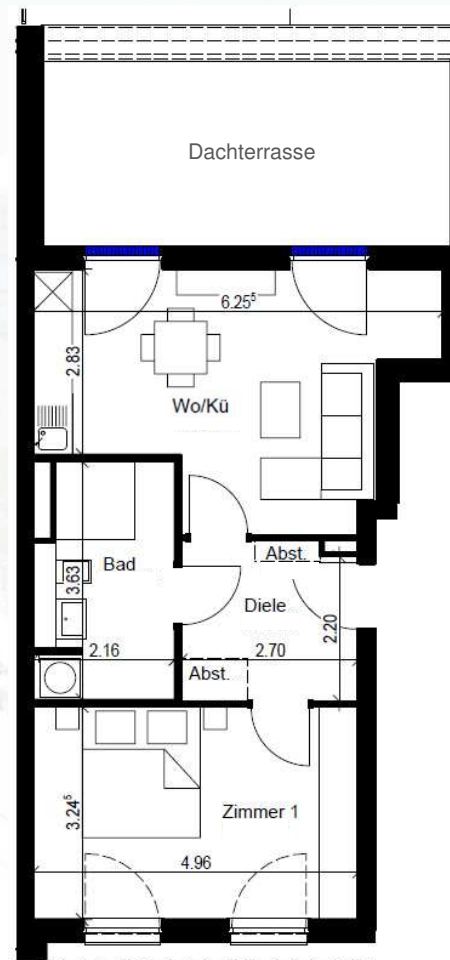 Dachterrasse
6.25⁵
2.83
Wo/Kü
Abst.
Bad
3.63
Diele
2.20
2.16
2.70
Abst.
3.24⁵
Zimmer 1
4.96